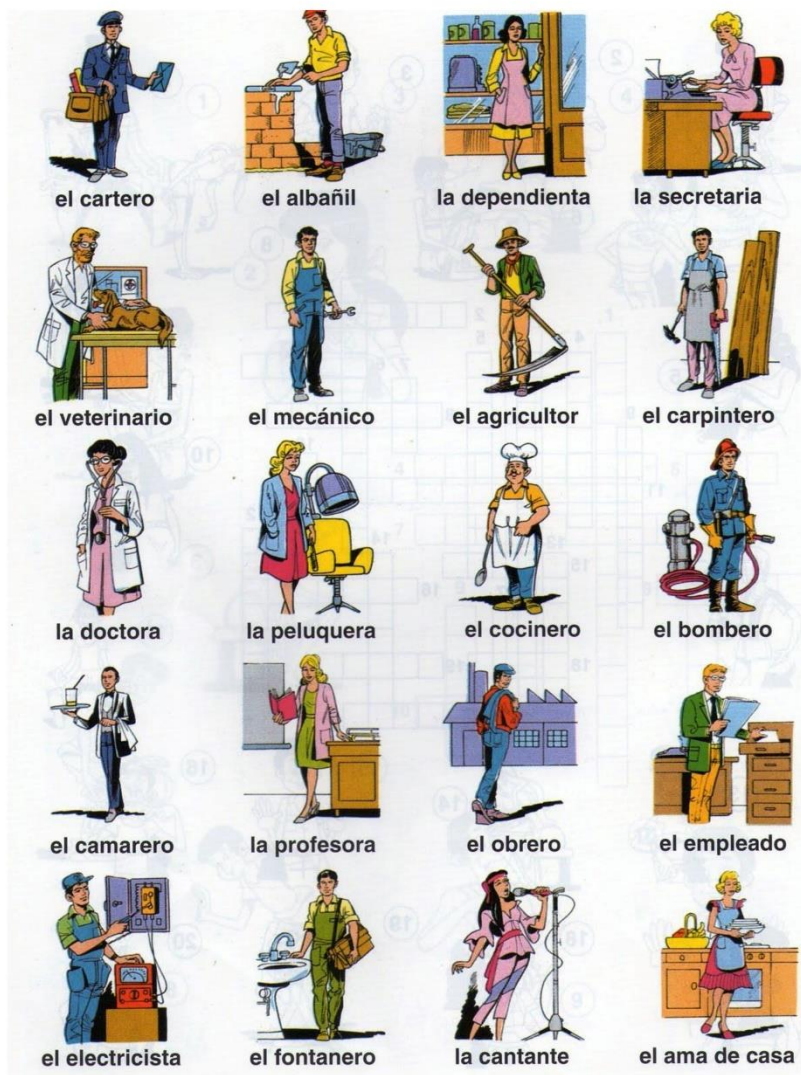 el cartero
el albañil
la dependienta
la secretaria
el veterinario
el mecánico
el agricultor
el carpintero
la doctora
la peluquera
el cocinero
el bombero
el camarero
la profesora
el obrero
el empleado
el electricista
el fontanero
la cantante
el ama de casa